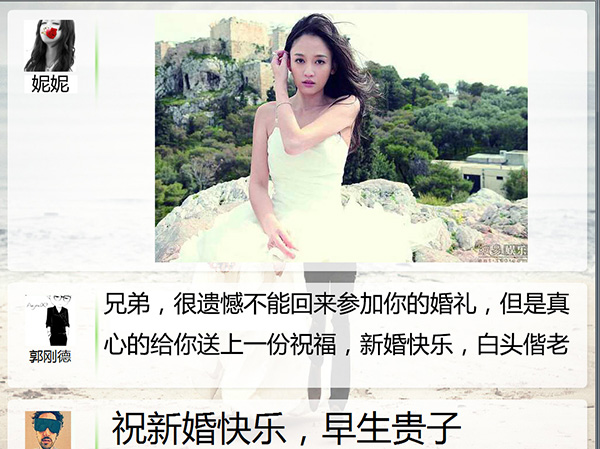 妮妮
兄弟，很遗憾不能回来参加你的婚礼，但是真
心的给你送上一份祝福，新婚快乐，白头偕老
郭刚德
祝新婚快乐，早生贵子